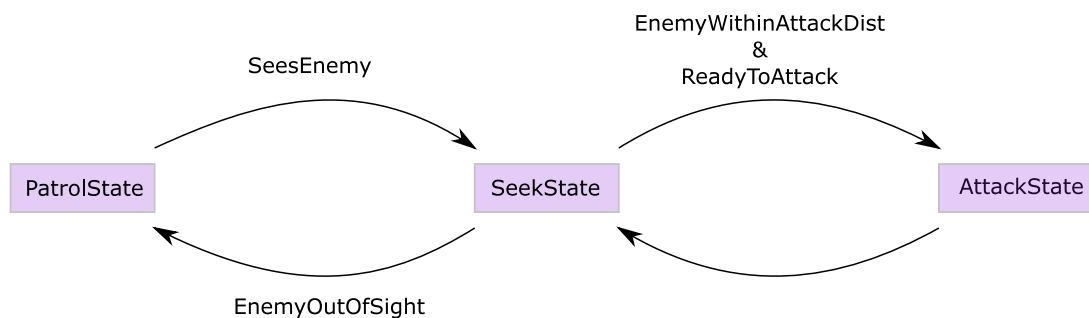 EnemyWithinAttackDist
&
ReadyToAttack
SeesEnemy
PatrolState
SeekState
AttackState
EnemyOutOfSight